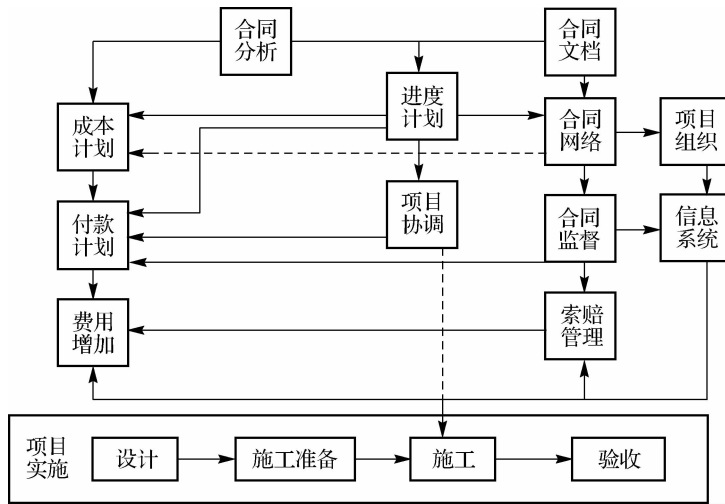 合同
分析
合同
文档
进度
计划
成本
计划
合同
网络
项目
组织
项目
协调
付款
计划
合同
监督
信息
系统
费用
增加
索赔
管理
项目
实施
设计
施工准备
施工
验收